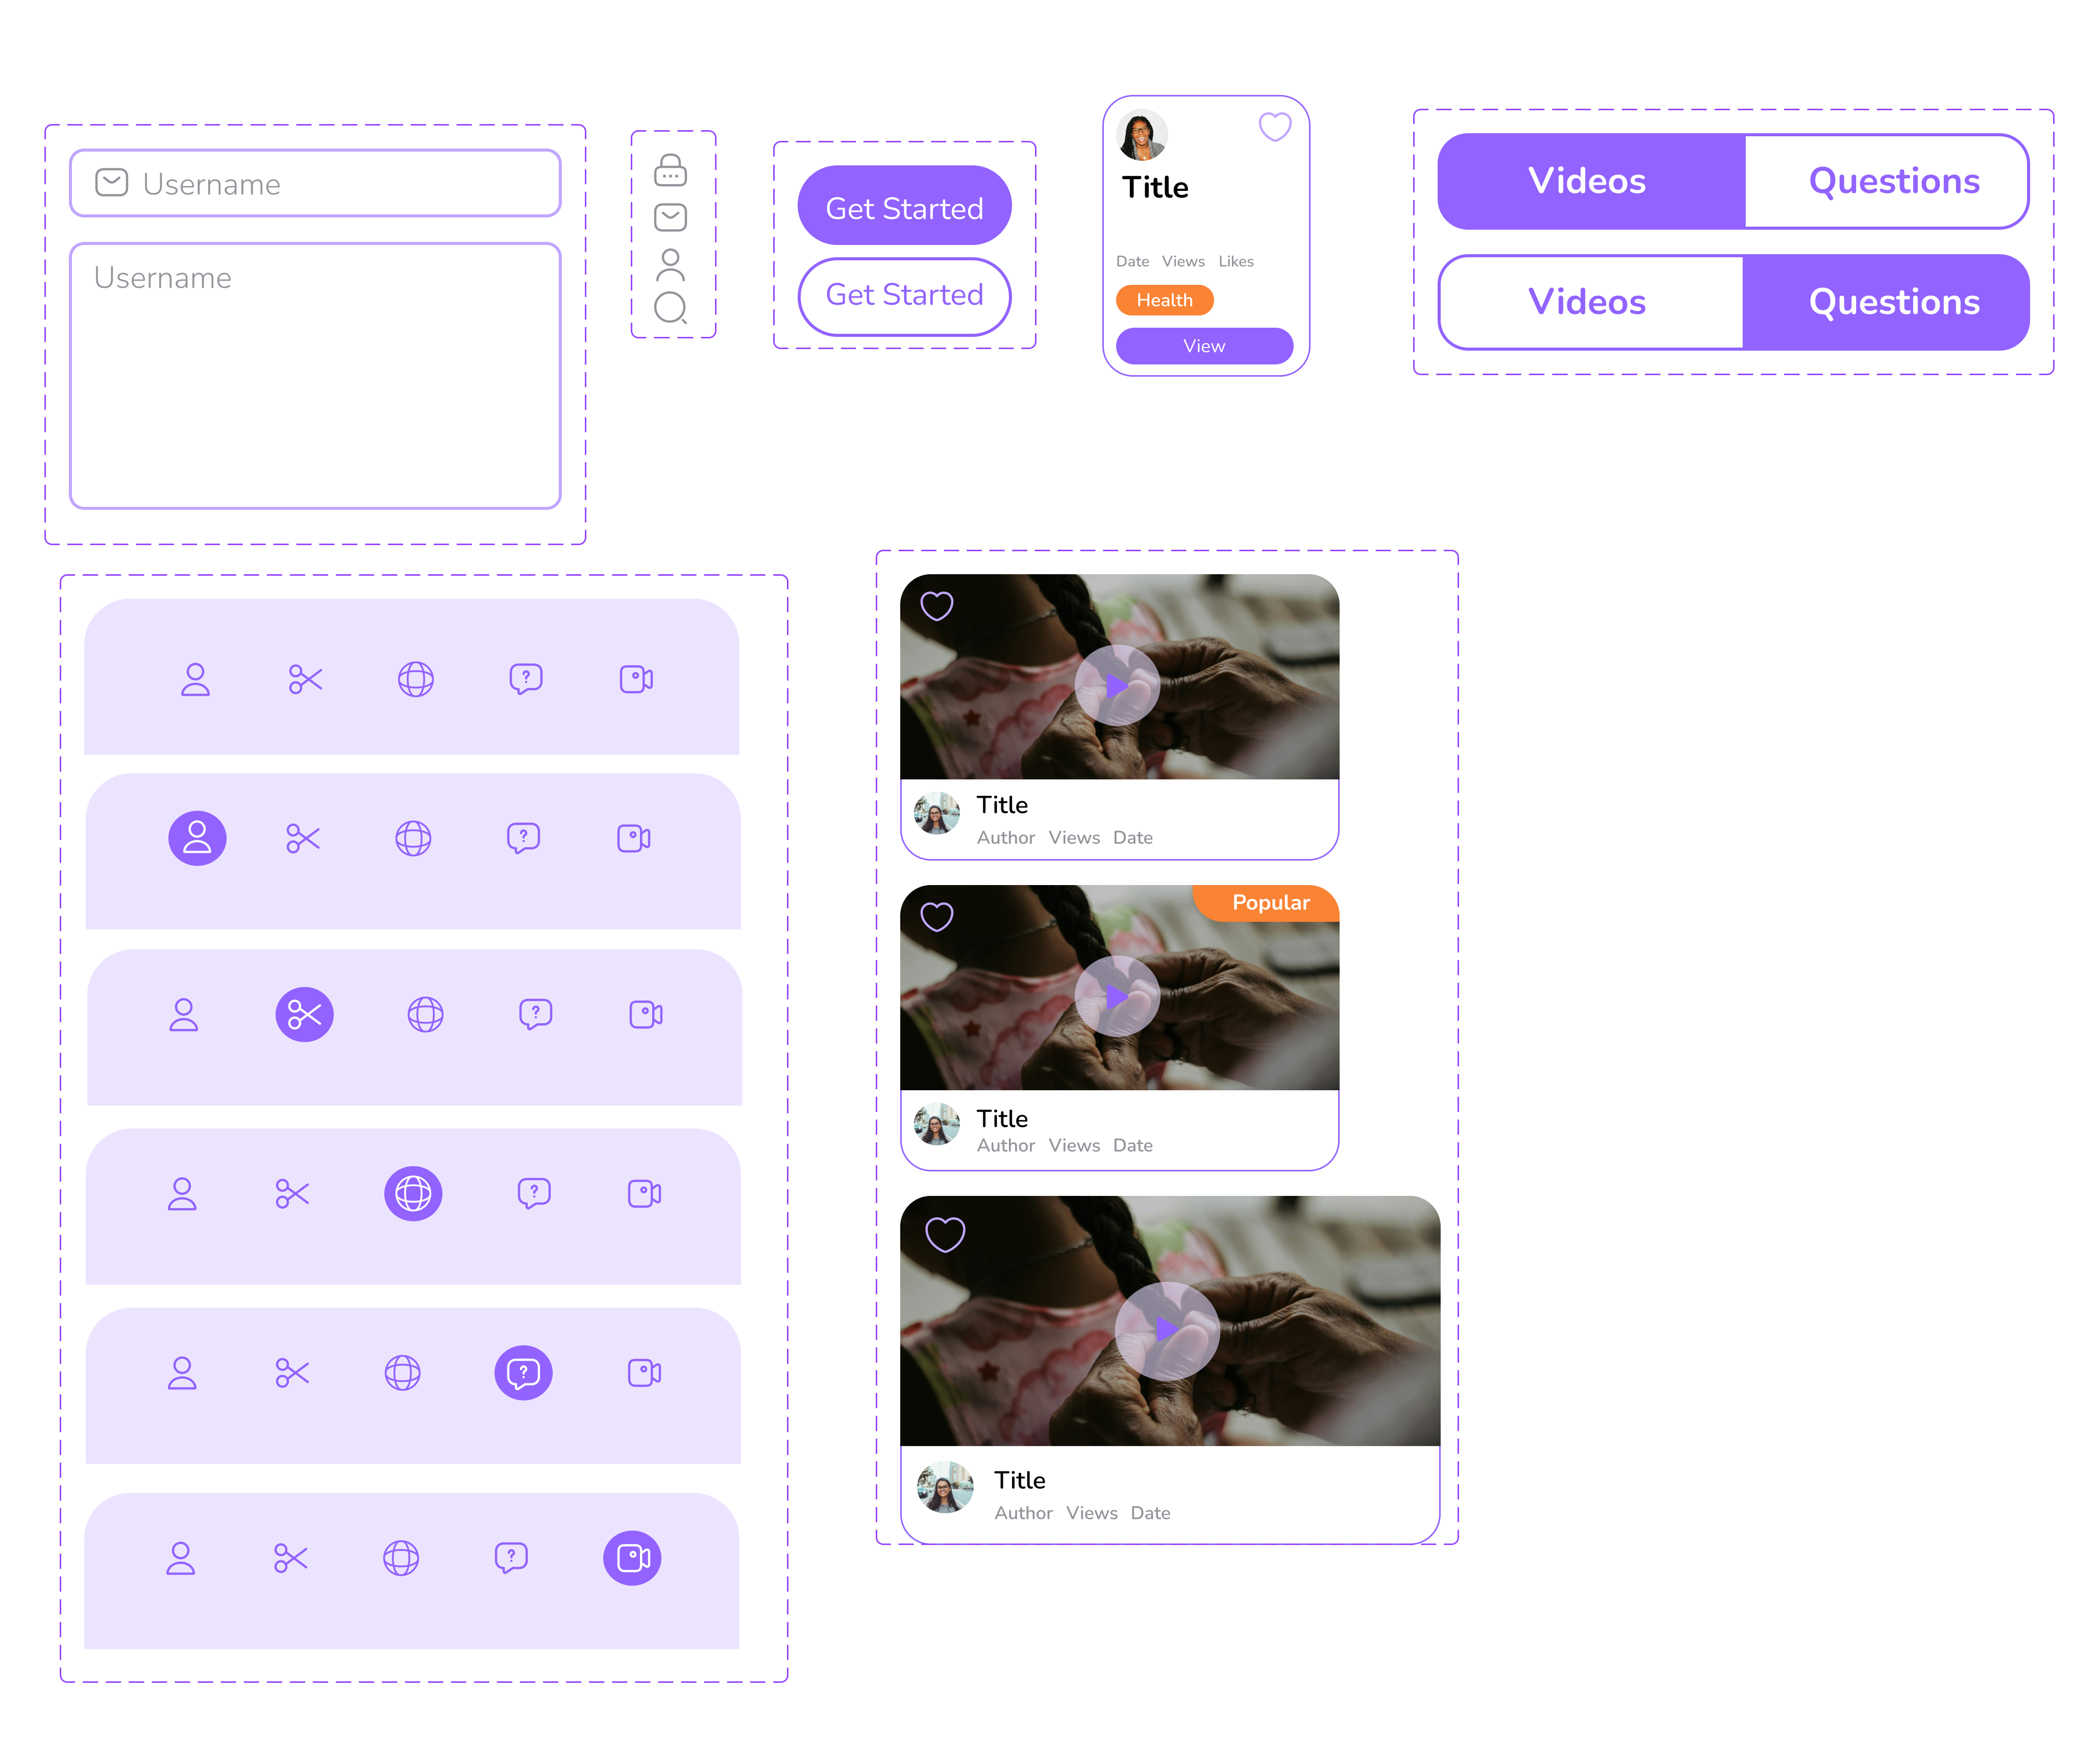 Username
Username
Get Started
Get Started
Title
Date Views Likes
Health
View
Videos Questions
Videos Questions
Title
Author Views Date
Popular
Title
Author Views Date
Title
Author Views Date